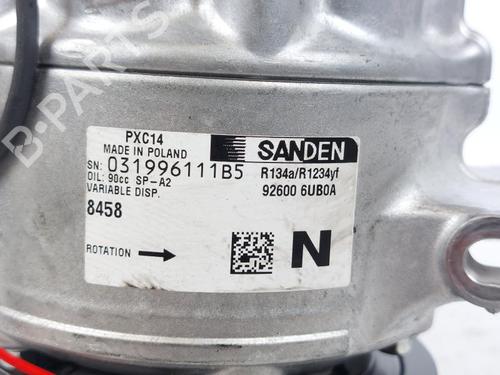 PXC14
MADE IN POLAND
SANDEN
SN: 031996111B5
R134a/R1234yf
OIL: 90cc SP-A2
92600 6UB0A
VARIABLE DISP.
8458
ROTATION
N
B-PARTS